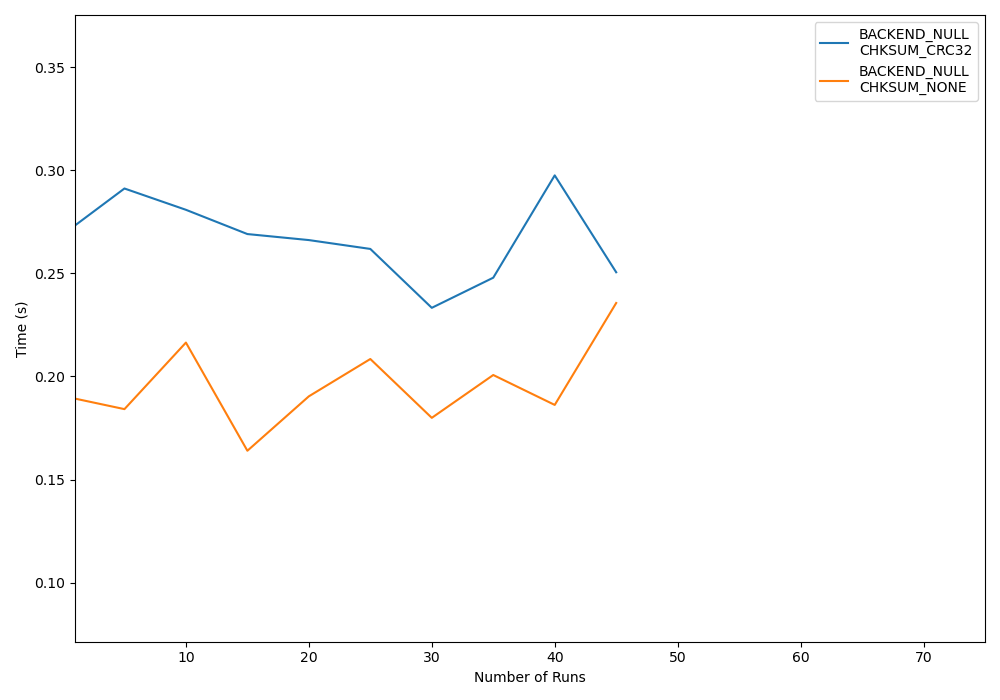 BACKEND_NULL
CHKSUM_CRC32
BACKEND_NULL
CHKSUM_NONE
0.35
0.30
0.25
0.20
0.15
0.10
Time (s)
10 20 30 40 50 60 70
Number of Runs